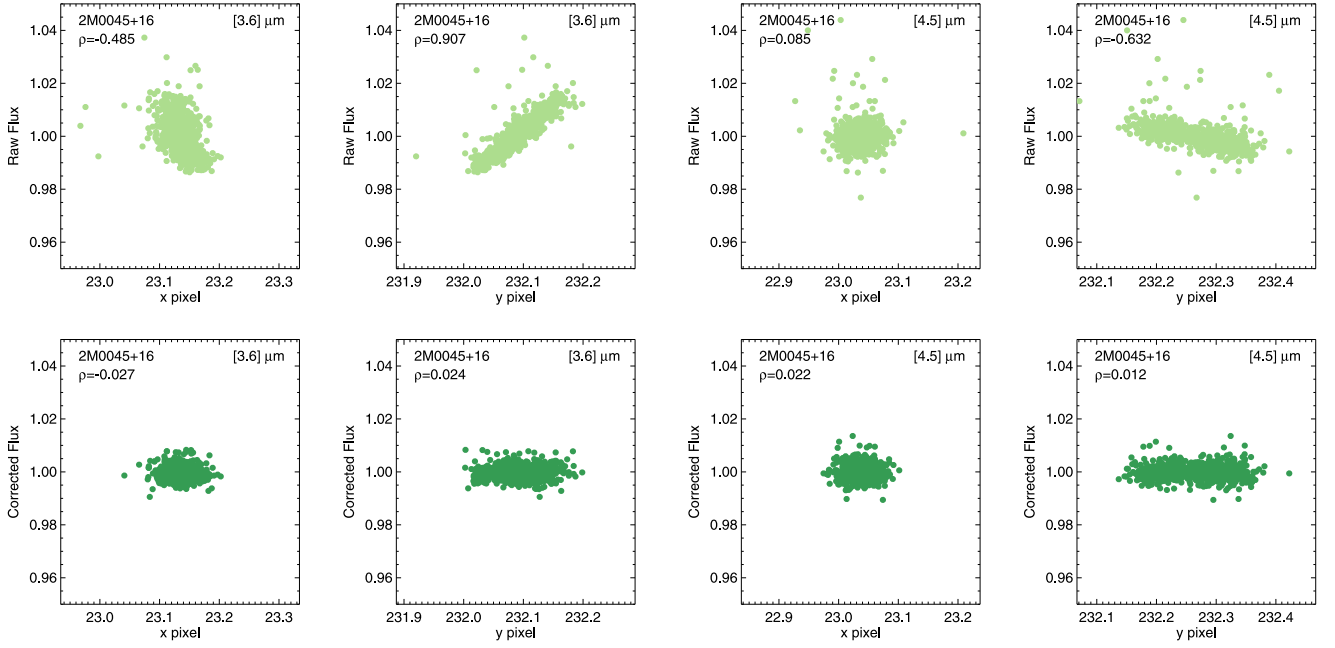 2M0045+16 [3.6] μm
ρ=-0.485
Raw Flux
1.04
1.02
1.00
0.98
0.96
23.0 23.1 23.2 23.3
x pixel
2M0045+16 [3.6] μm
ρ=0.907
Raw Flux
1.04
1.02
1.00
0.98
0.96
231.9 232.0 232.1 232.2
y pixel
2M0045+16 [4.5] μm
ρ=0.085
Raw Flux
1.04
1.02
1.00
0.98
0.96
22.9 23.0 23.1 23.2
x pixel
2M0045+16 [4.5] μm
ρ=-0.632
Raw Flux
1.04
1.02
1.00
0.98
0.96
232.1 232.2 232.3 232.4
y pixel
2M0045+16 [3.6] μm
ρ=-0.027
Corrected Flux
1.04
1.02
1.00
0.98
0.96
23.0 23.1 23.2 23.3
x pixel
2M0045+16 [3.6] μm
ρ=0.024
Corrected Flux
1.04
1.02
1.00
0.98
0.96
231.9 232.0 232.1 232.2
y pixel
2M0045+16 [4.5] μm
ρ=0.022
Corrected Flux
1.04
1.02
1.00
0.98
0.96
22.9 23.0 23.1 23.2
x pixel
2M0045+16 [4.5] μm
ρ=0.012
Corrected Flux
1.04
1.02
1.00
0.98
0.96
232.1 232.2 232.3 232.4
y pixel